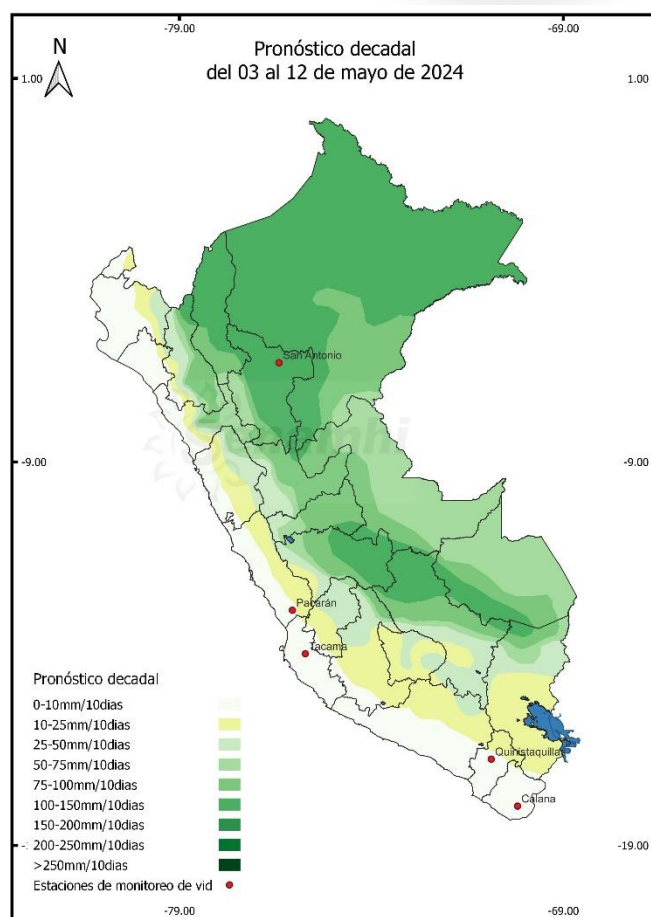 -79.00
-69.00
Pronóstico decadal
del 03 al 12 de mayo de 2024
N
1.00
1.00
San Antonio
senamhi
-9.00
-9.00
Pacarán
Tacama
Quinistaquilla
Calana
Pronóstico decadal
0-10mm/10dias
10-25mm/10dias
25-50mm/10dias
50-75mm/10dias
75-100mm/10dias
100-150mm/10dias
150-200mm/10dias
200-250mm/10dias
>250mm/10dias
Estaciones de monitoreo de vid
-19.00
-79.00
-69.00